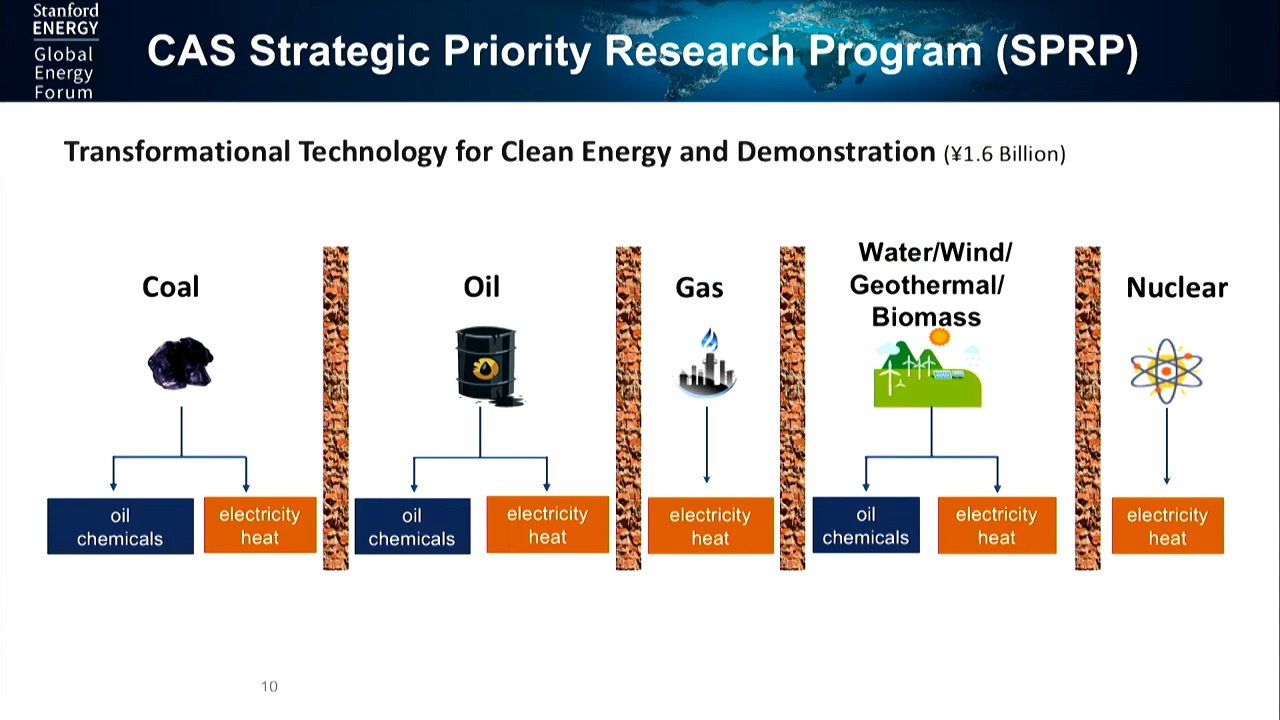 Stanford
ENERGY
Global
Energy
Forum
CAS Strategic Priority Research Program (SPRP)
Transformational Technology for Clean Energy and Demonstration (¥1.6 Billion)
Coal
Oil
Gas
Water/Wind/
Geothermal/
Biomass
Nuclear
oil
chemicals
electricity
heat
oil
chemicals
electricity
heat
electricity
heat
oil
chemicals
electricity
heat
electricity
heat
10